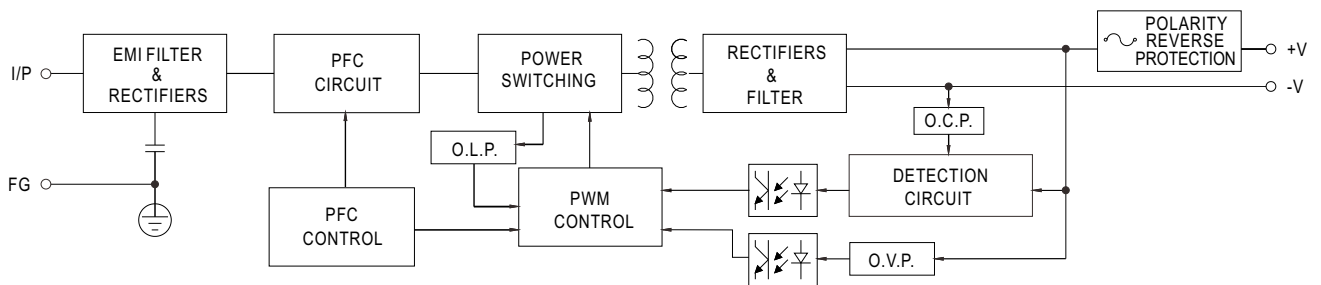 I/P
EMI FILTER
&
RECTIFIERS
PFC
CIRCUIT
POWER
SWITCHING
RECTIFIERS
&
FILTER
POLARITY
REVERSE
PROTECTION
+V
-V
O.C.P.
O.L.P.
DETECTION
CIRCUIT
FG
PFC
CONTROL
PWM
CONTROL
O.V.P.